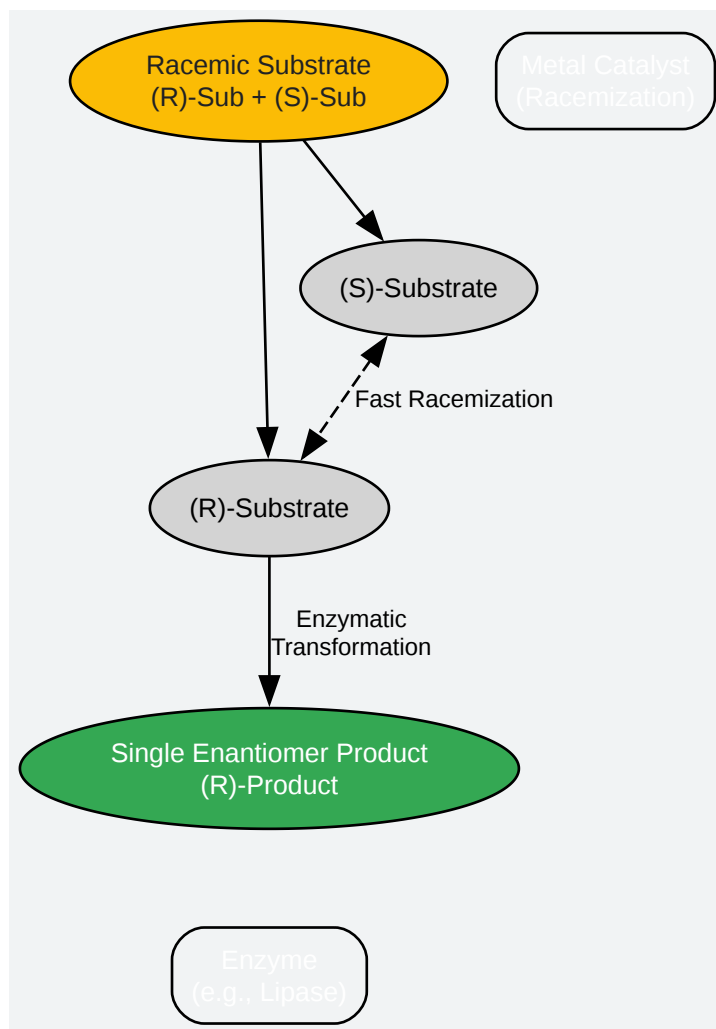 Racemic Substrate
(R)-Sub + (S)-Sub
Metal Catalyst
(Racemization)
(S)-Substrate
Fast Racemization
(R)-Substrate
Enzymatic
Transformation
Single Enantiomer Product
(R)-Product
Enzyme
(e.g., Lipase)